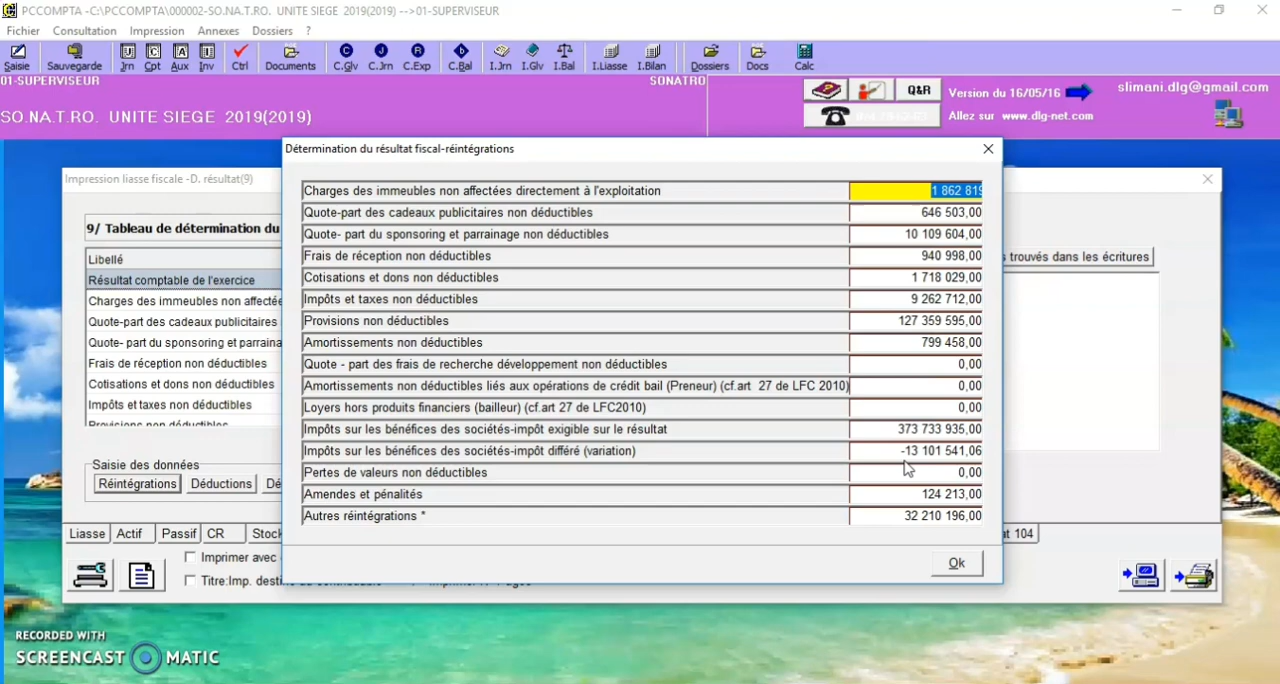 PCCOMPTA -C:\PCCOMPTA\000002-SO.NA.T.RO. UNITE SIEGE 2019(2019) -->01-SUPERVISEUR
Fichier Consultation Impression Annexes Dossiers ?
Saisie Sauvegarde Jrn Cpt Aux Inv Ctrl Documents C.Glv C.Jrn C.Exp C.Bal I.Jrn I.Glv I.Bal I.Liasse I.Bilan Dossiers Docs Calc
01-SUPERVISEUR SONATRO
SO.NA.T.RO. UNITE SIEGE 2019(2019)
Q&R
Version du 16/05/16
slimani.dlg@gmail.com
Allez sur www.dlg-net.com
Impression liasse fiscale -D. résultat(9)
9/ Tableau de détermination du
Libellé
Résultat comptable de l'exercice
Charges des immeubles non affectée
Quote-part des cadeaux publicitaires
Quote- part du sponsoring et parraina
Frais de réception non déductibles
Cotisations et dons non déductibles
Impôts et taxes non déductibles
Provisions non déductibles
s trouvés dans les écritures
Saisie des données
Réintégrations Déductions Dé
Liasse Actif Passif CR Stock
at 104
Imprimer avec
Titre:Imp. desti
Détermination du résultat fiscal-réintégrations
Charges des immeubles non affectées directement à l'exploitation 1 862 819
Quote-part des cadeaux publicitaires non déductibles 646 503,00
Quote- part du sponsoring et parrainage non déductibles 10 109 604,00
Frais de réception non déductibles 940 998,00
Cotisations et dons non déductibles 1 718 029,00
Impôts et taxes non déductibles 9 262 712,00
Provisions non déductibles 127 359 595,00
Amortissements non déductibles 799 458,00
Quote - part des frais de recherche développement non déductibles 0,00
Amortissements non déductibles liés aux opérations de crédit bail (Preneur) (cf.art 27 de LFC 2010) 0,00
Loyers hors produits financiers (bailleur) (cf.art 27 de LFC2010) 0,00
Impôts sur les bénéfices des sociétés-impôt exigible sur le résultat 373 733 935,00
Impôts sur les bénéfices des sociétés-impôt différé (variation) -13 101 541,06
Pertes de valeurs non déductibles 0,00
Amendes et pénalités 124 213,00
Autres réintégrations * 32 210 196,00
Ok
RECORDED WITH
SCREENCAST MATIC